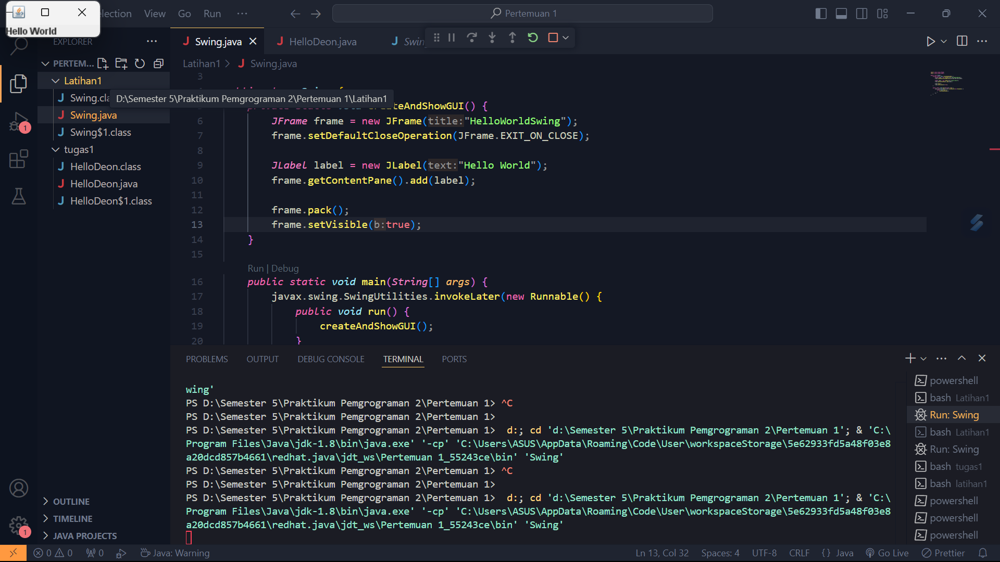 Hello World
election View Go Run ...
Pertemuan 1
EXPLORER
PERTEM...
Latihan1
Swing.cla
Swing.java
Swing$1.class
tugas1
HelloDeon.class
HelloDeon.java
HelloDeon$1.class
OUTLINE
TIMELINE
JAVA PROJECTS
1
1
Swing.java HelloDeon.java Swin
Latihan1 > Swing.java
D:\Semester 5\Praktikum Pemgrograman 2\Pertemuan 1\Latihan1
3
eateAndShowGUI() {
6 JFrame frame = new JFrame(title:"HelloWorldSwing");
7 frame.setDefaultCloseOperation(JFrame.EXIT_ON_CLOSE);
8
9 JLabel label = new JLabel(text:"Hello World");
10 frame.getContentPane().add(label);
11
12 frame.pack();
13 frame.setVisible(b:true);
14 }
15
Run | Debug
16 public static void main(String[] args) {
17 javax.swing.SwingUtilities.invokeLater(new Runnable() {
18 public void run() {
19 createAndShowGUI();
20 }
PROBLEMS OUTPUT DEBUG CONSOLE TERMINAL PORTS
wing'
PS D:\Semester 5\Praktikum Pemgrograman 2\Pertemuan 1> ^C
PS D:\Semester 5\Praktikum Pemgrograman 2\Pertemuan 1>
PS D:\Semester 5\Praktikum Pemgrograman 2\Pertemuan 1> d:; cd 'd:\Semester 5\Praktikum Pemgrograman 2\Pertemuan 1'; & 'C:\
Program Files\Java\jdk-1.8\bin\java.exe' '-cp' 'C:\Users\ASUS\AppData\Roaming\Code\User\workspaceStorage\5e62933fd5a48f03e8
a20dcd857b4661\redhat.java\jdt_ws\Pertemuan 1_55243ce\bin' 'Swing'
PS D:\Semester 5\Praktikum Pemgrograman 2\Pertemuan 1> ^C
PS D:\Semester 5\Praktikum Pemgrograman 2\Pertemuan 1>
PS D:\Semester 5\Praktikum Pemgrograman 2\Pertemuan 1> d:; cd 'd:\Semester 5\Praktikum Pemgrograman 2\Pertemuan 1'; & 'C:\
Program Files\Java\jdk-1.8\bin\java.exe' '-cp' 'C:\Users\ASUS\AppData\Roaming\Code\User\workspaceStorage\5e62933fd5a48f03e8
a20dcd857b4661\redhat.java\jdt_ws\Pertemuan 1_55243ce\bin' 'Swing'
powershell
bash Latihan1
Run: Swing
bash Latihan1
Run: Swing
bash tugas1
bash latihan1
powershell
powershell
powershell
0 0 0 Java: Warning
Ln 13, Col 32 Spaces: 4 UTF-8 CRLF {} Java Go Live Prettier